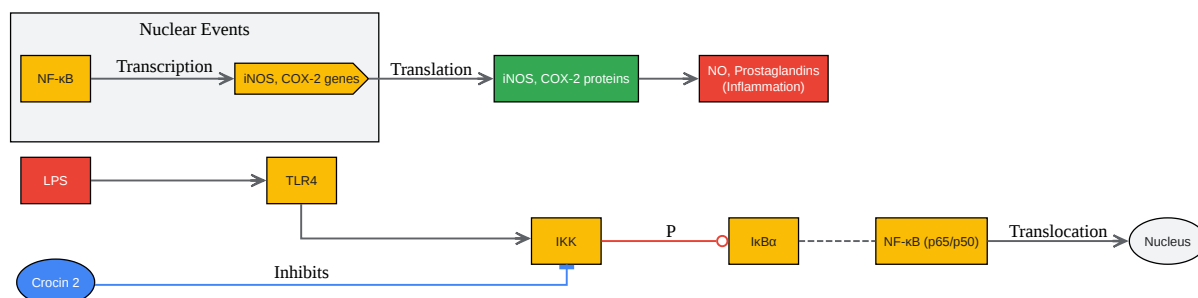 Nuclear Events
NF-κB
Transcription
iNOS, COX-2 genes
Translation
iNOS, COX-2 proteins
NO, Prostaglandins
(Inflammation)
LPS
TLR4
IKK
P
IκBα
NF-κB (p65/p50)
Translocation
Nucleus
Crocin 2
Inhibits